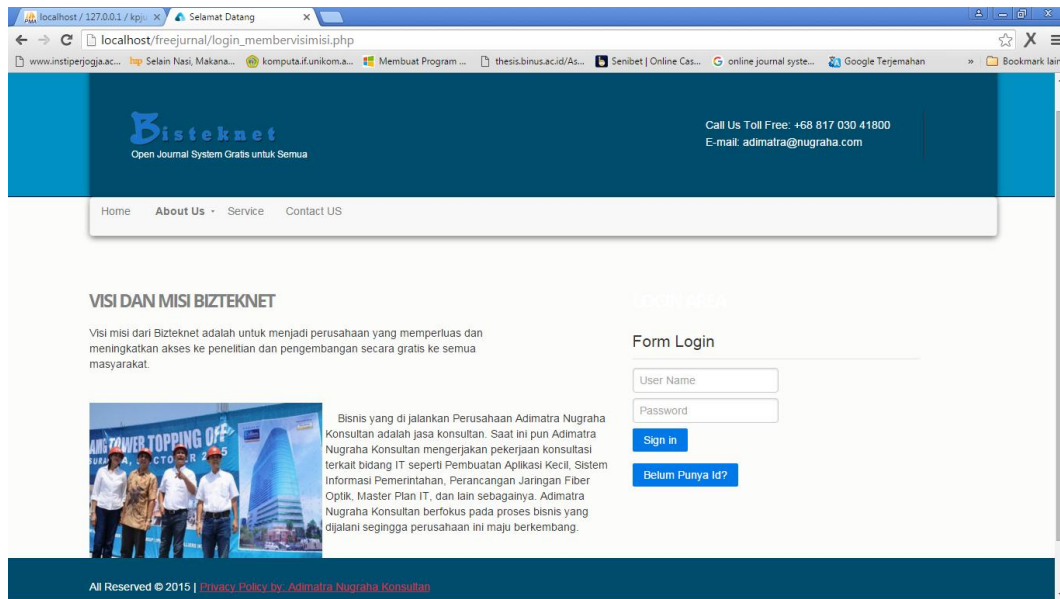 localhost / 127.0.0.1 / kpju
Selamat Datang
localhost/freejurnal/login_membervisimisi.php
www.instiperjogja.ac...
Selain Nasi, Makana...
komputa.if.unikom.a...
Membuat Program ...
thesis.binus.ac.id/As...
Senibet | Online Cas...
online journal syste...
Google Terjemahan
»
Bookmark lain
Bisteknet
Open Journal System Gratis untuk Semua
Call Us Toll Free: +68 817 030 41800
E-mail: adimatra@nugraha.com
Home About Us Service Contact US
VISI DAN MISI BIZTEKNET
Visi misi dari Bizteknet adalah untuk menjadi perusahaan yang memperluas dan
meningkatkan akses ke penelitian dan pengembangan secara gratis ke semua
masyarakat.
TOWER TOPPING OFF
Bisnis yang di jalankan Perusahaan Adimatra Nugraha
Konsultan adalah jasa konsultan. Saat ini pun Adimatra
Nugraha Konsultan mengerjakan pekerjaan konsultasi
terkait bidang IT seperti Pembuatan Aplikasi Kecil, Sistem
Informasi Pemerintahan, Perancangan Jaringan Fiber
Optik, Master Plan IT, dan lain sebagainya. Adimatra
Nugraha Konsultan berfokus pada proses bisnis yang
dijalani segingga perusahaan ini maju berkembang.
Form Login
User Name
Password
Sign in
Belum Punya Id?
All Reserved © 2015 | Privacy Policy by: Adimatra Nugraha Konsultan